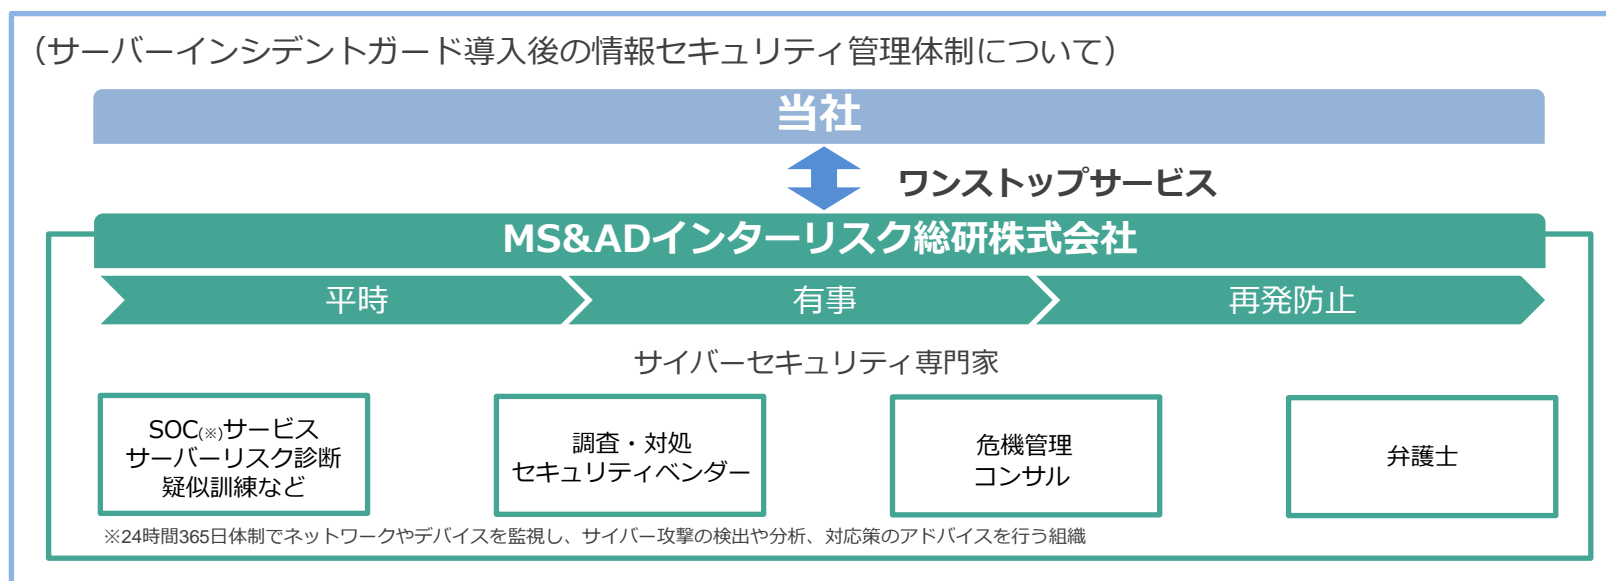 （サーバーインシデントガード導入後の情報セキュリティ管理体制について）
当社
ワンストップサービス
MS&ADインターリスク総研株式会社
平時
有事
再発防止
サイバーセキュリティ専門家
SOC(※)サービス
サーバーリスク診断
疑似訓練など
調査・対処
セキュリティベンダー
危機管理
コンサル
弁護士
※24時間365日体制でネットワークやデバイスを監視し、サイバー攻撃の検出や分析、対応策のアドバイスを行う組織